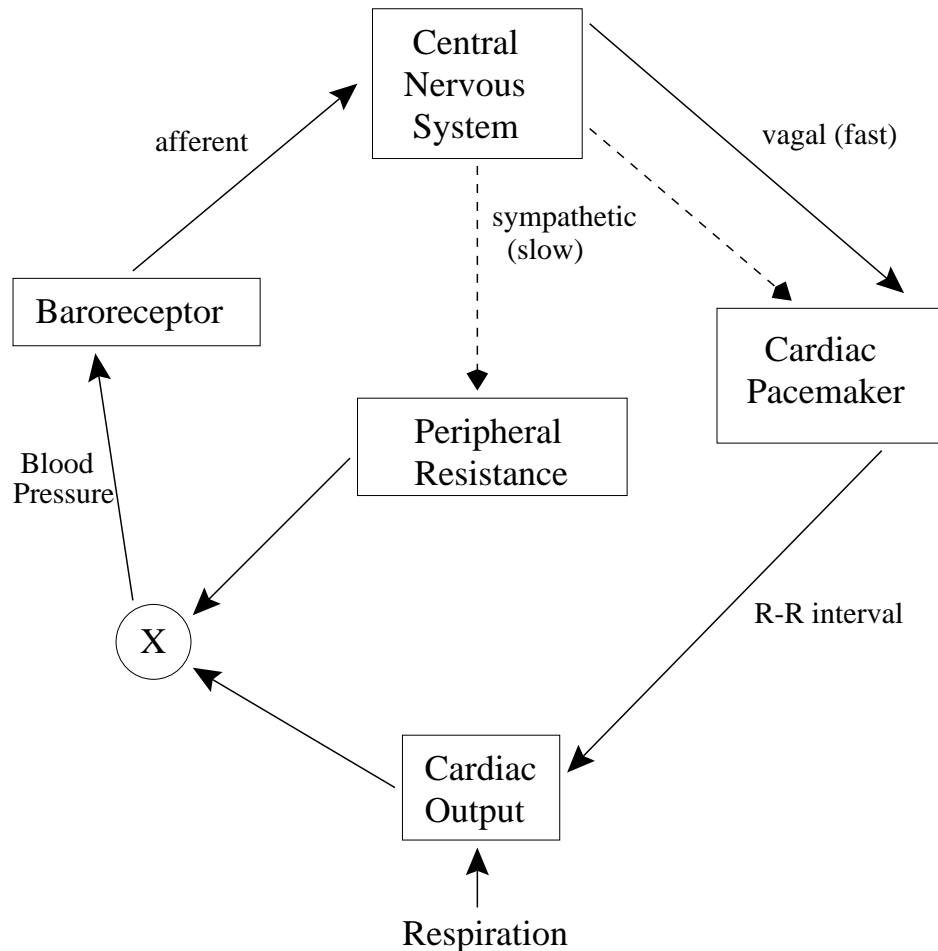 Central
Nervous
System
afferent
vagal (fast)
sympathetic
(slow)
Baroreceptor
Cardiac
Pacemaker
Peripheral
Resistance
Blood
Pressure
X
R-R interval
Cardiac
Output
Respiration